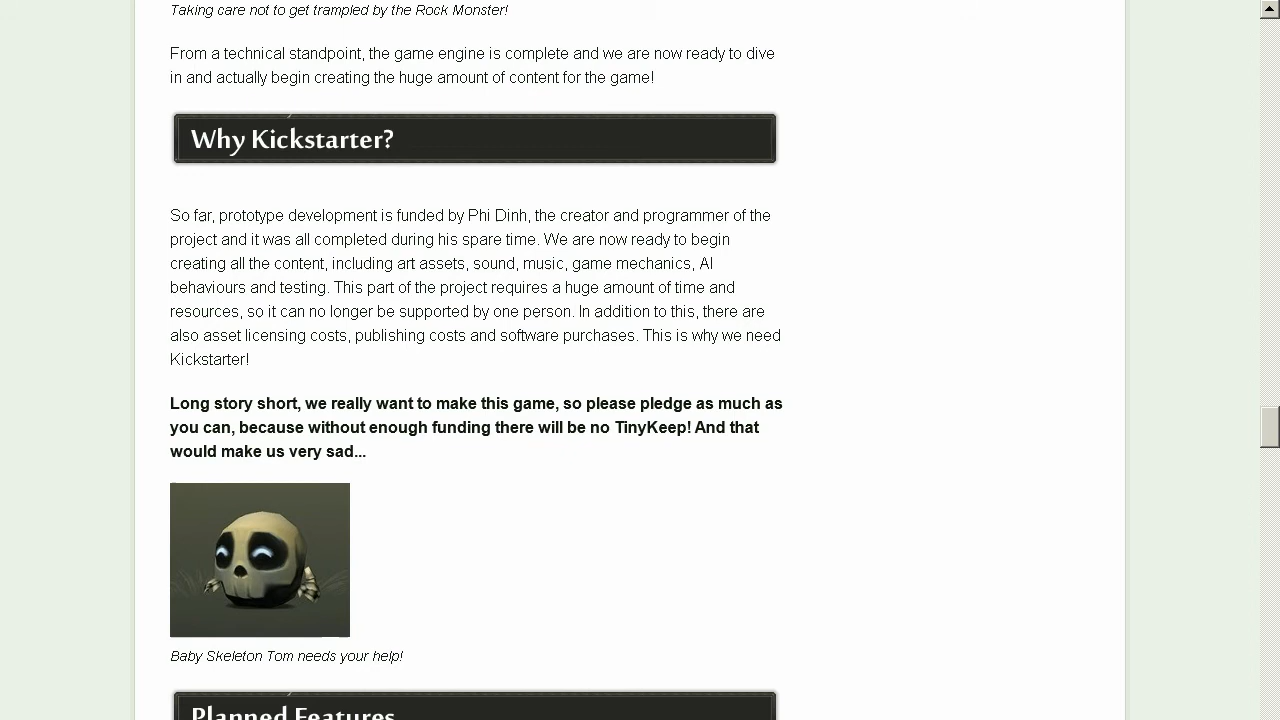 Taking care not to get trampled by the Rock Monster!
From a technical standpoint, the game engine is complete and we are now ready to dive
in and actually begin creating the huge amount of content for the game!
Why Kickstarter?
So far, prototype development is funded by Phi Dinh, the creator and programmer of the
project and it was all completed during his spare time. We are now ready to begin
creating all the content, including art assets, sound, music, game mechanics, AI
behaviours and testing. This part of the project requires a huge amount of time and
resources, so it can no longer be supported by one person. In addition to this, there are
also asset licensing costs, publishing costs and software purchases. This is why we need
Kickstarter!
Long story short, we really want to make this game, so please pledge as much as
you can, because without enough funding there will be no TinyKeep! And that
would make us very sad...
Baby Skeleton Tom needs your help!
Planned Features